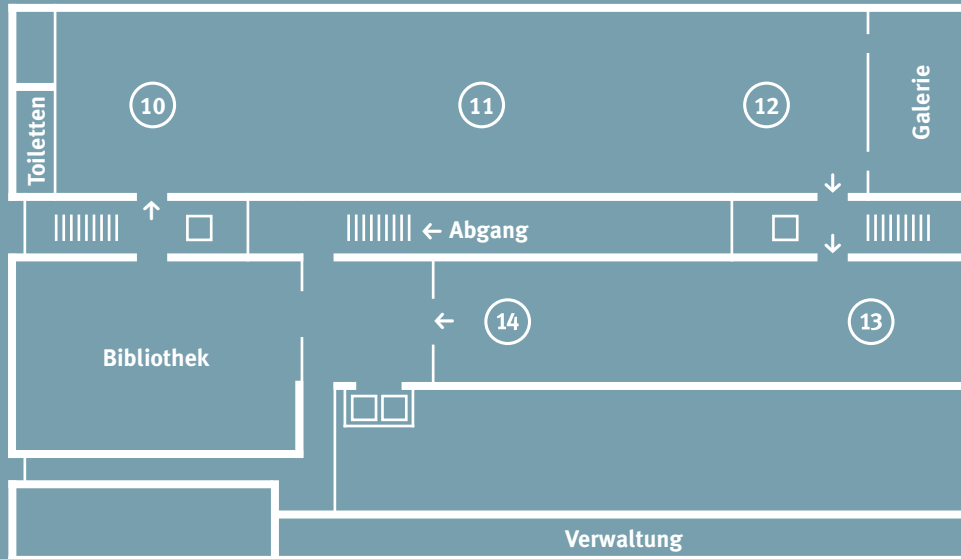 Toiletten
10
11
12
Galerie
← Abgang
14
13
Bibliothek
Verwaltung